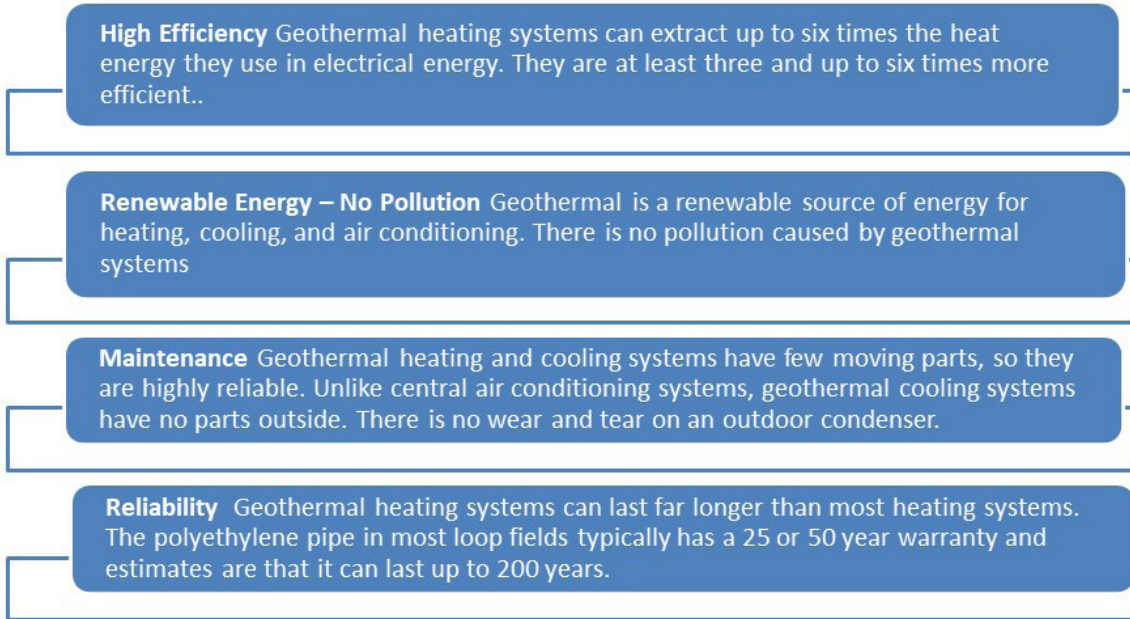 High Efficiency Geothermal heating systems can extract up to six times the heat
energy they use in electrical energy. They are at least three and up to six times more
efficient..
Renewable Energy – No Pollution Geothermal is a renewable source of energy for
heating, cooling, and air conditioning. There is no pollution caused by geothermal
systems
Maintenance Geothermal heating and cooling systems have few moving parts, so they
are highly reliable. Unlike central air conditioning systems, geothermal cooling systems
have no parts outside. There is no wear and tear on an outdoor condenser.
Reliability Geothermal heating systems can last far longer than most heating systems.
The polyethylene pipe in most loop fields typically has a 25 or 50 year warranty and
estimates are that it can last up to 200 years.